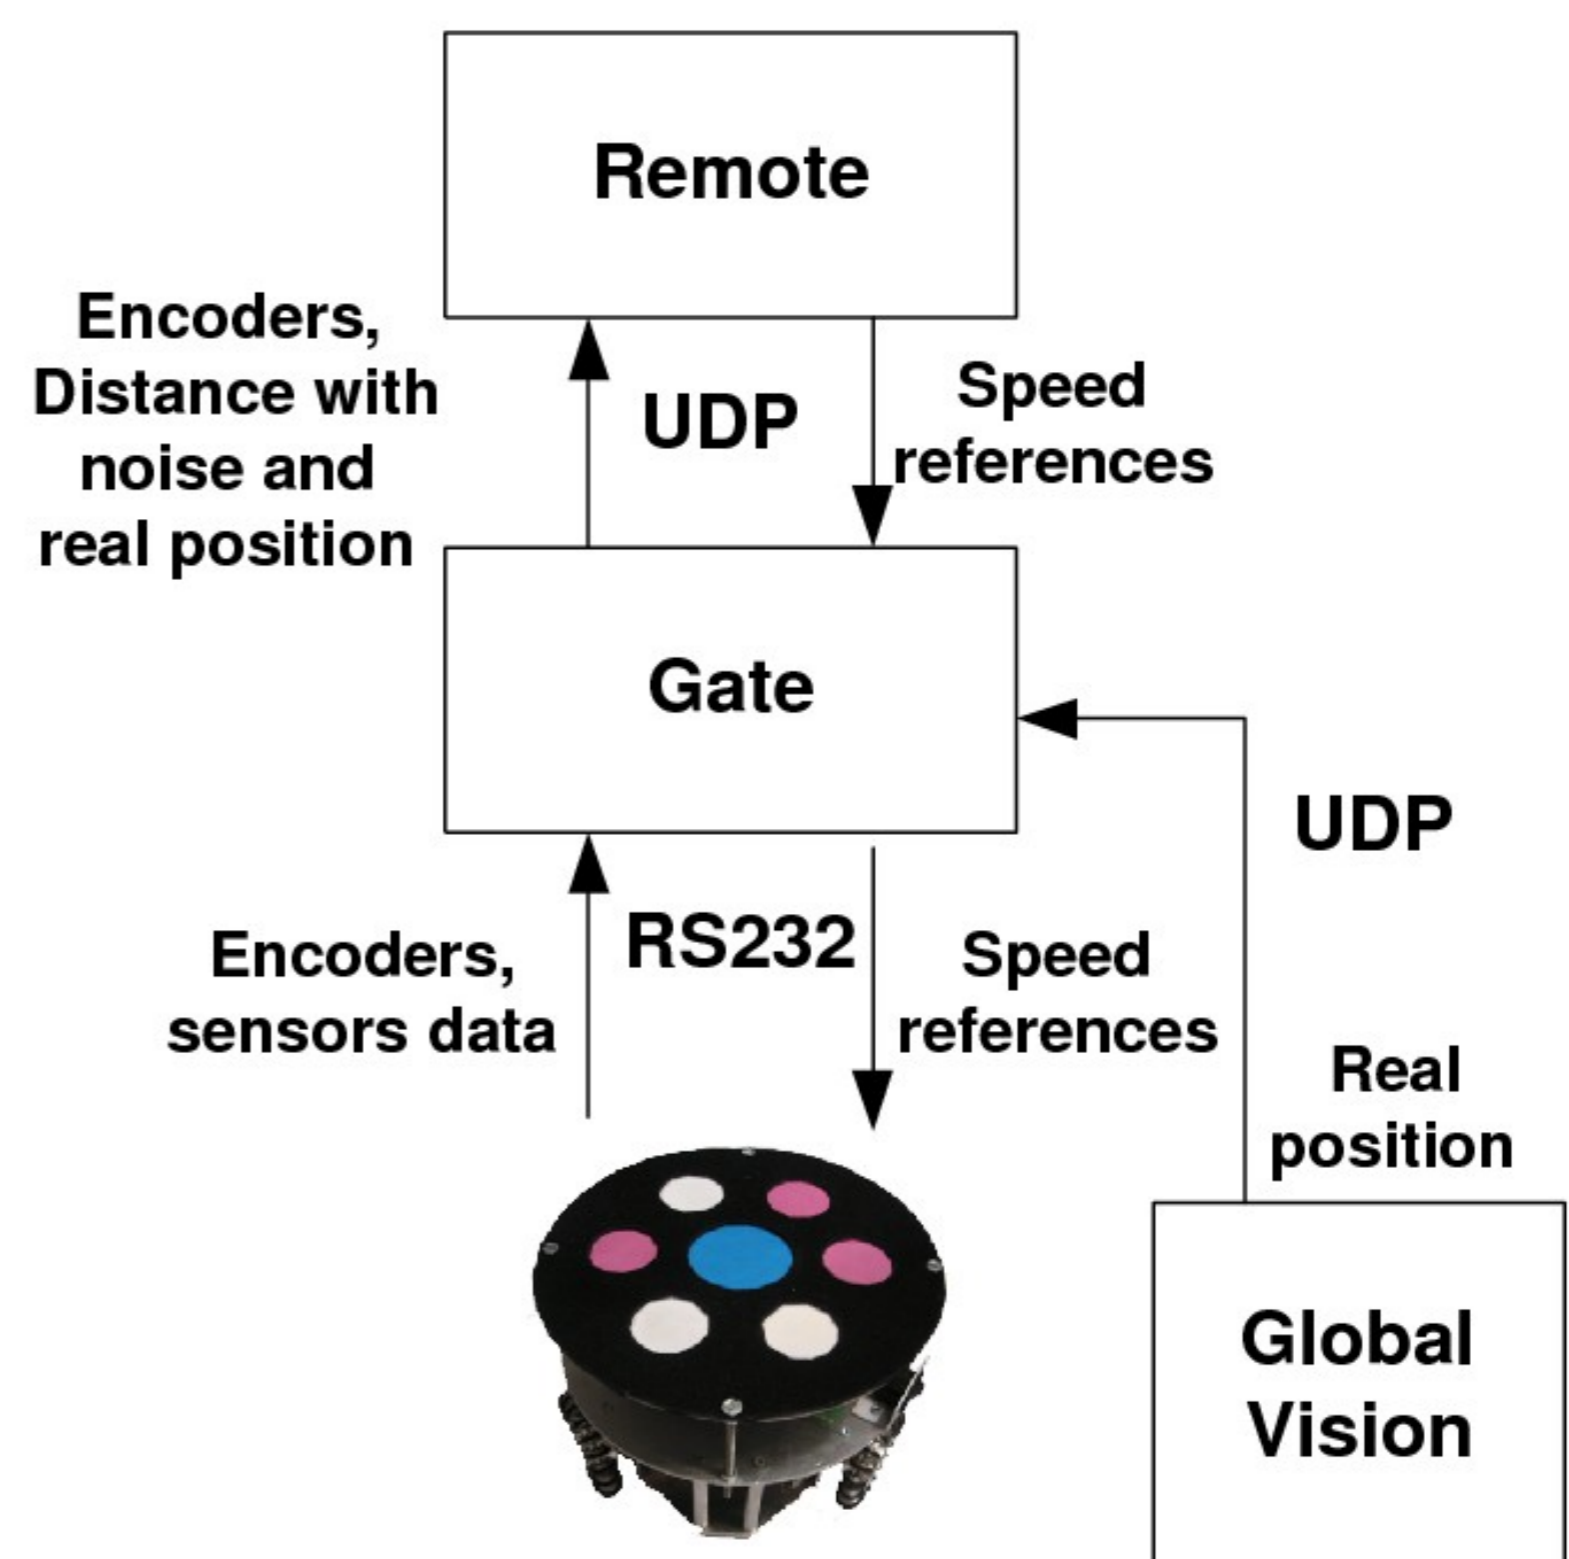 Remote
Encoders,
Distance with
noise and
real position
UDP
Speed
references
Gate
UDP
Encoders,
sensors data
RS232
Speed
references
Real
position
Global
Vision